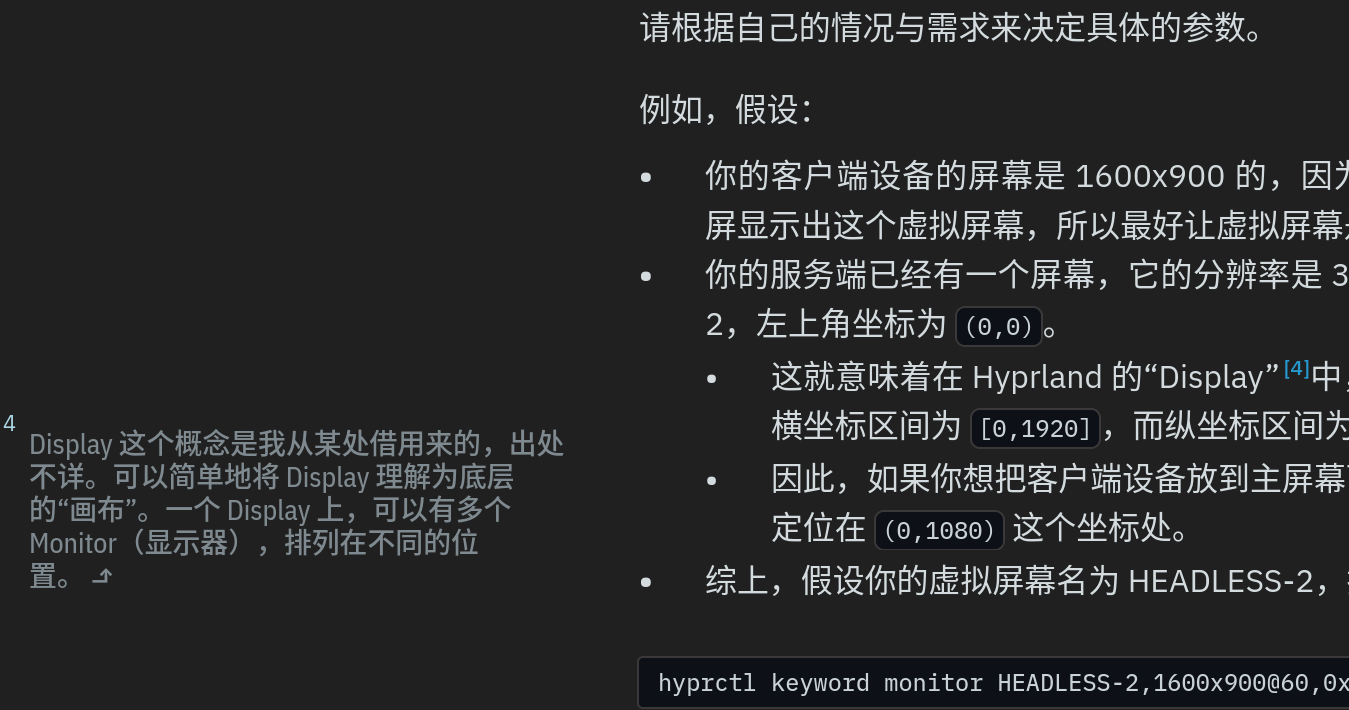 请根据自己的情况与需求来决定具体的参数。
例如，假设：
• 你的客户端设备的屏幕是 1600x900 的，因为
屏显示出这个虚拟屏幕，所以最好让虚拟屏幕
• 你的服务端已经有一个屏幕，它的分辨率是 3
2，左上角坐标为 (0,0)。
• 这就意味着在 Hyprland 的“Display”[4]中，
横坐标区间为 [0,1920]，而纵坐标区间为
• 因此，如果你想把客户端设备放到主屏幕
定位在 (0,1080) 这个坐标处。
• 综上，假设你的虚拟屏幕名为 HEADLESS-2，
hyprctl keyword monitor HEADLESS-2,1600x900@60,0x
4
Display 这个概念是我从某处借用来的，出处
不详。可以简单地将 Display 理解为底层
的“画布”。一个 Display 上，可以有多个
Monitor（显示器），排列在不同的位
置。 ⮥